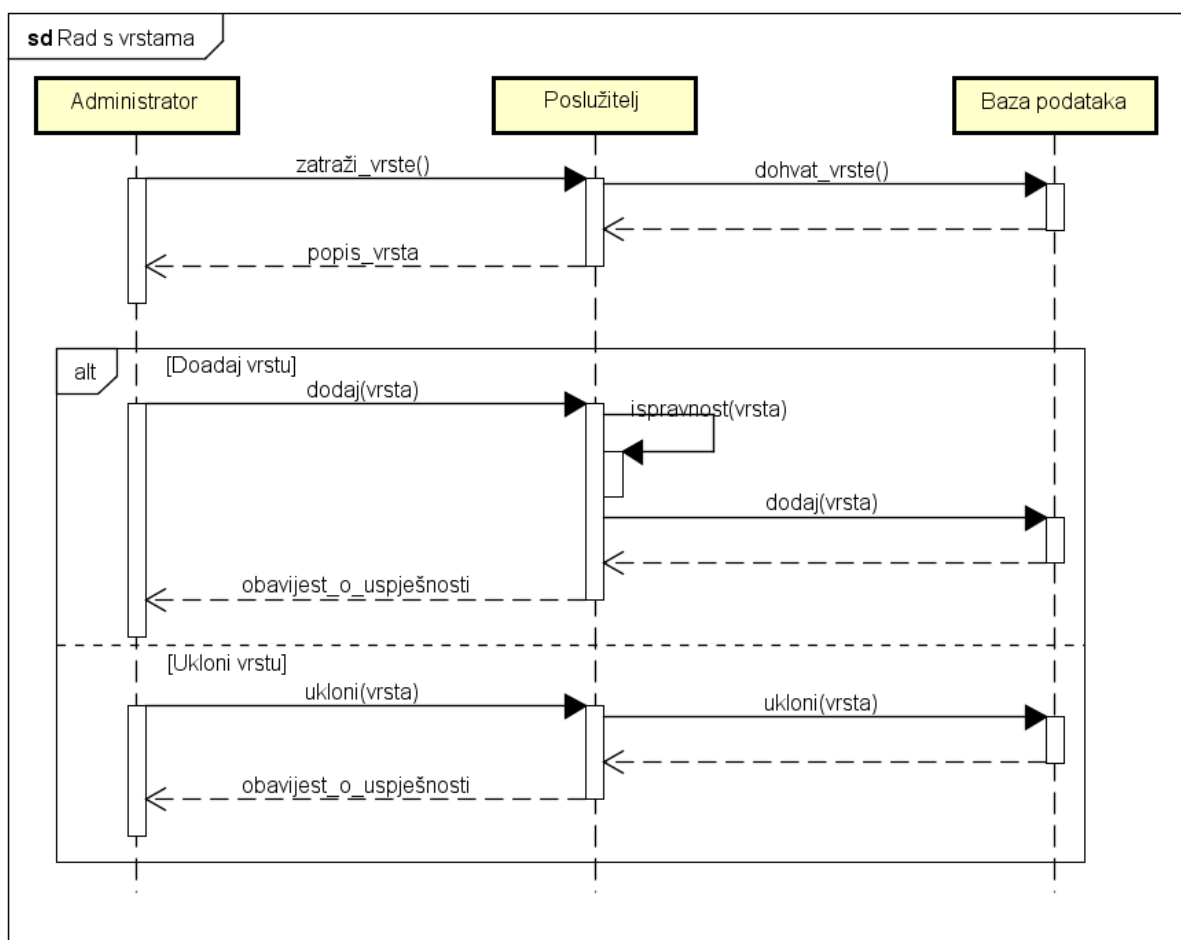 sd Rad s vrstama
Administrator
Poslužitelj
Baza podataka
zatraži_vrste()
dohvat_vrste()
popis_vrsta
alt
[Doadaj vrstu]
dodaj(vrsta)
ispravnost(vrsta)
dodaj(vrsta)
obavijest_o_uspješnosti
[Ukloni vrstu]
ukloni(vrsta)
ukloni(vrsta)
obavijest_o_uspješnosti